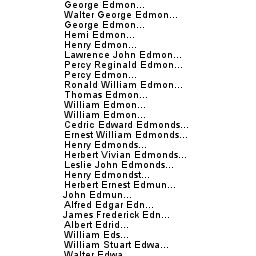 George Edmon...
Walter George Edmon...
George Edmon...
Hemi Edmon...
Henry Edmon...
Lawrence John Edmon...
Percy Reginald Edmon...
Percy Edmon...
Ronald William Edmon...
Thomas Edmon...
William Edmon...
William Edmon...
Cedric Edward Edmonds...
Ernest William Edmonds...
Henry Edmonds...
Herbert Vivian Edmonds...
Leslie John Edmonds...
Henry Edmondst...
Herbert Ernest Edmun...
John Edmun...
Alfred Edgar Edn...
James Frederick Edn...
Albert Edrid...
William Eds...
William Stuart Edwa...
Walter Edwa...